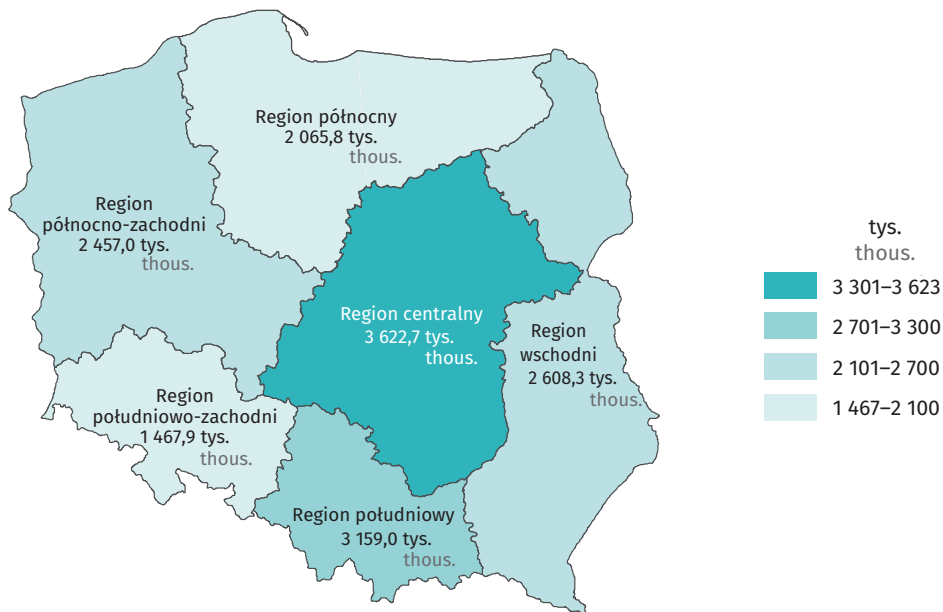 Region północny
2 065,8 tys.
thous.
Region
północno-zachodni
2 457,0 tys.
thous.
Region centralny
3 622,7 tys.
thous.
Region
wschodni
2 608,3 tys.
thous.
Region
południowo-zachodni
1 467,9 tys.
thous.
Region południowy
3 159,0 tys.
thous.
tys.
thous.
3 301–3 623
2 701–3 300
2 101–2 700
1 467–2 100